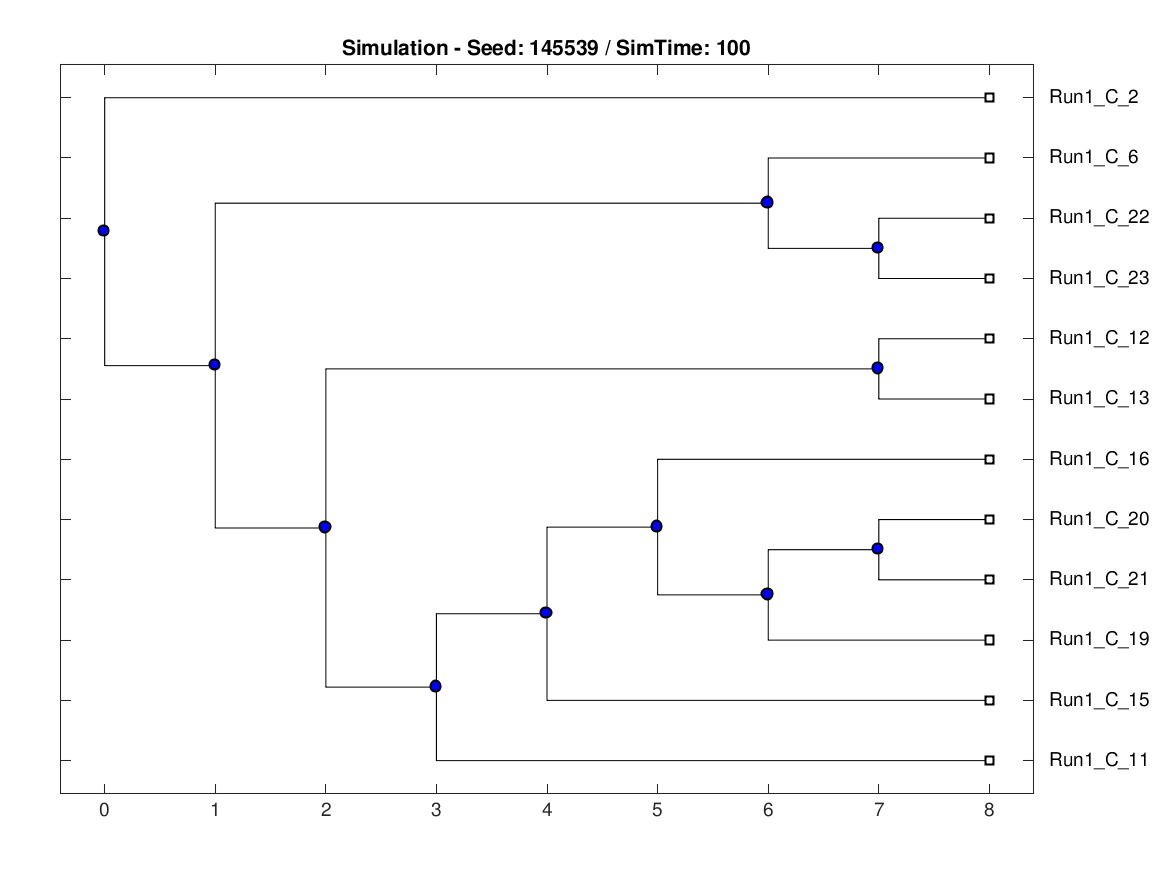 Simulation - Seed: 145539 / SimTime: 100
Run1_C_2
Run1_C_6
Run1_C_22
Run1_C_23
Run1_C_12
Run1_C_13
Run1_C_16
Run1_C_20
Run1_C_21
Run1_C_19
Run1_C_15
Run1_C_11
0 1 2 3 4 5 6 7 8